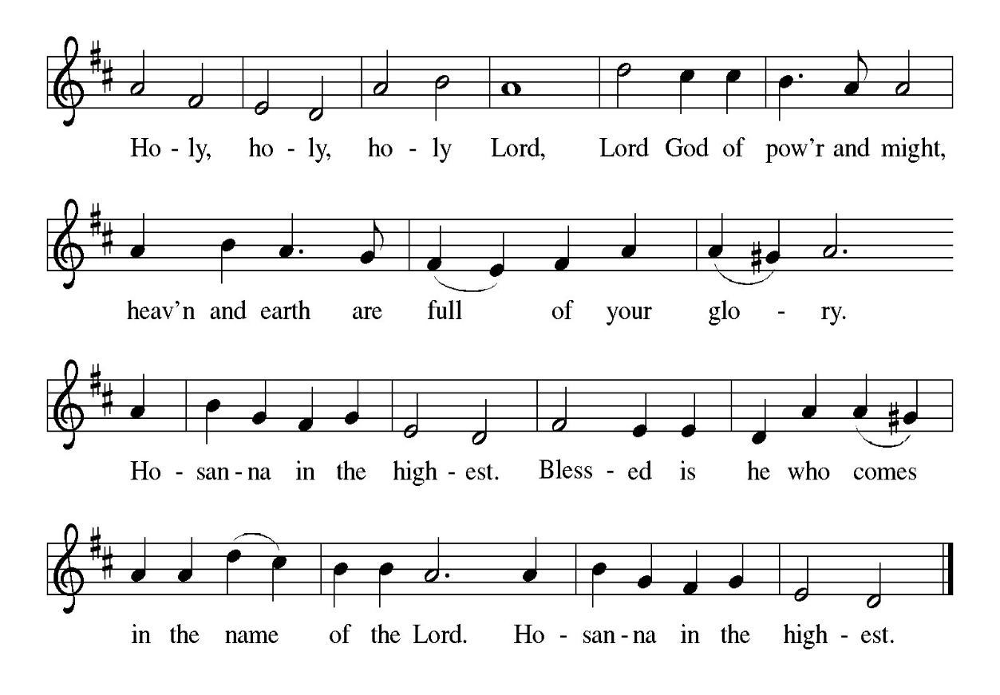 Ho - ly, ho - ly, ho - ly Lord, Lord God of pow'r and might,
heav'n and earth are full of your glo - ry.
Ho - san - na in the high - est. Bless - ed is he who comes
in the name of the Lord. Ho - san - na in the high - est.